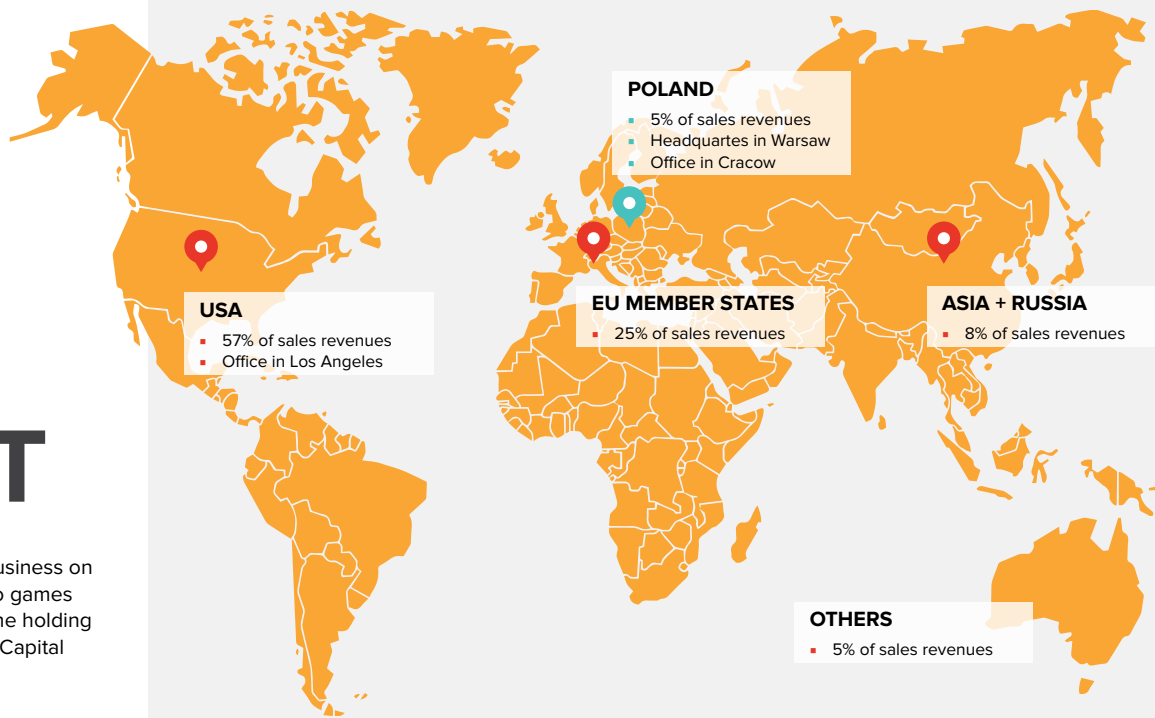 POLAND
▪ 5% of sales revenues
▪ Headquartes in Warsaw
▪ Office in Cracow
USA
▪ 57% of sales revenues
▪ Office in Los Angeles
EU MEMBER STATES
▪ 25% of sales revenues
ASIA + RUSSIA
▪ 8% of sales revenues
T
usiness on
games
holding
Capital
OTHERS
▪ 5% of sales revenues